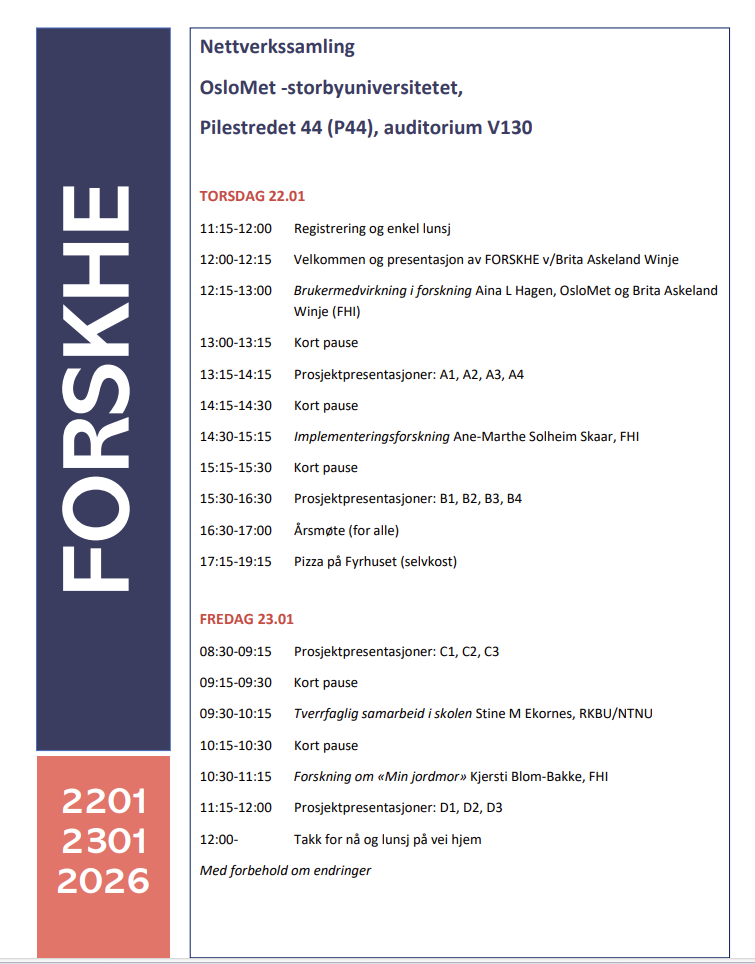 FORSKHE
2201
2301
2026
Nettverkssamling
OsloMet -storbyuniversitetet,
Pilestredet 44 (P44), auditorium V130
TORSDAG 22.01
11:15-12:00 Registrering og enkel lunsj
12:00-12:15 Velkommen og presentasjon av FORSKHE v/Brita Askeland Winje
12:15-13:00 Brukermedvirkning i forskning Aina L Hagen, OsloMet og Brita Askeland
Winje (FHI)
13:00-13:15 Kort pause
13:15-14:15 Prosjektpresentasjoner: A1, A2, A3, A4
14:15-14:30 Kort pause
14:30-15:15 Implementeringsforskning Ane-Marthe Solheim Skaar, FHI
15:15-15:30 Kort pause
15:30-16:30 Prosjektpresentasjoner: B1, B2, B3, B4
16:30-17:00 Årsmøte (for alle)
17:15-19:15 Pizza på Fyrhuset (selvkost)
FREDAG 23.01
08:30-09:15 Prosjektpresentasjoner: C1, C2, C3
09:15-09:30 Kort pause
09:30-10:15 Tverrfaglig samarbeid i skolen Stine M Ekornes, RKBU/NTNU
10:15-10:30 Kort pause
10:30-11:15 Forskning om «Min jordmor» Kjersti Blom-Bakke, FHI
11:15-12:00 Prosjektpresentasjoner: D1, D2, D3
12:00- Takk for nå og lunsj på vei hjem
Med forbehold om endringer